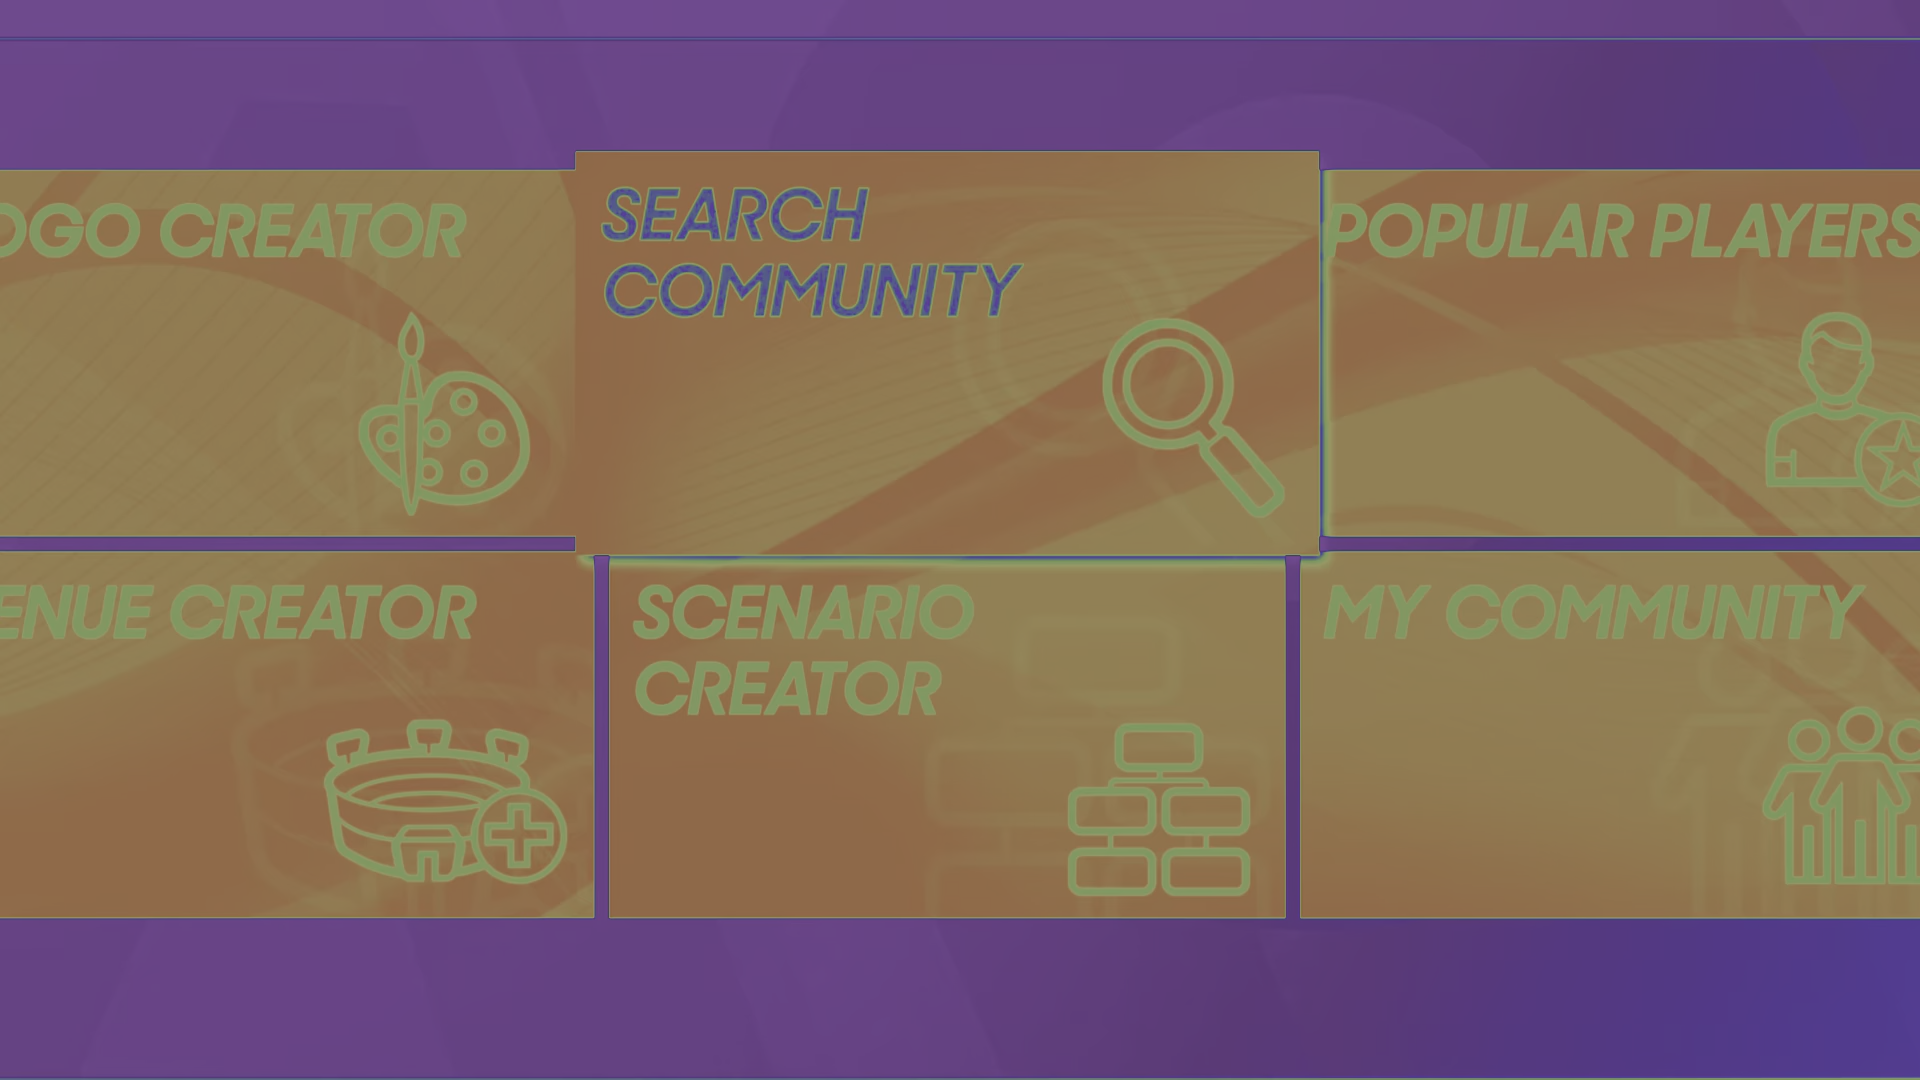 OGO CREATOR
SEARCH
COMMUNITY
POPULAR PLAYERS
ENUE CREATOR
SCENARIO
CREATOR
MY COMMUNITY